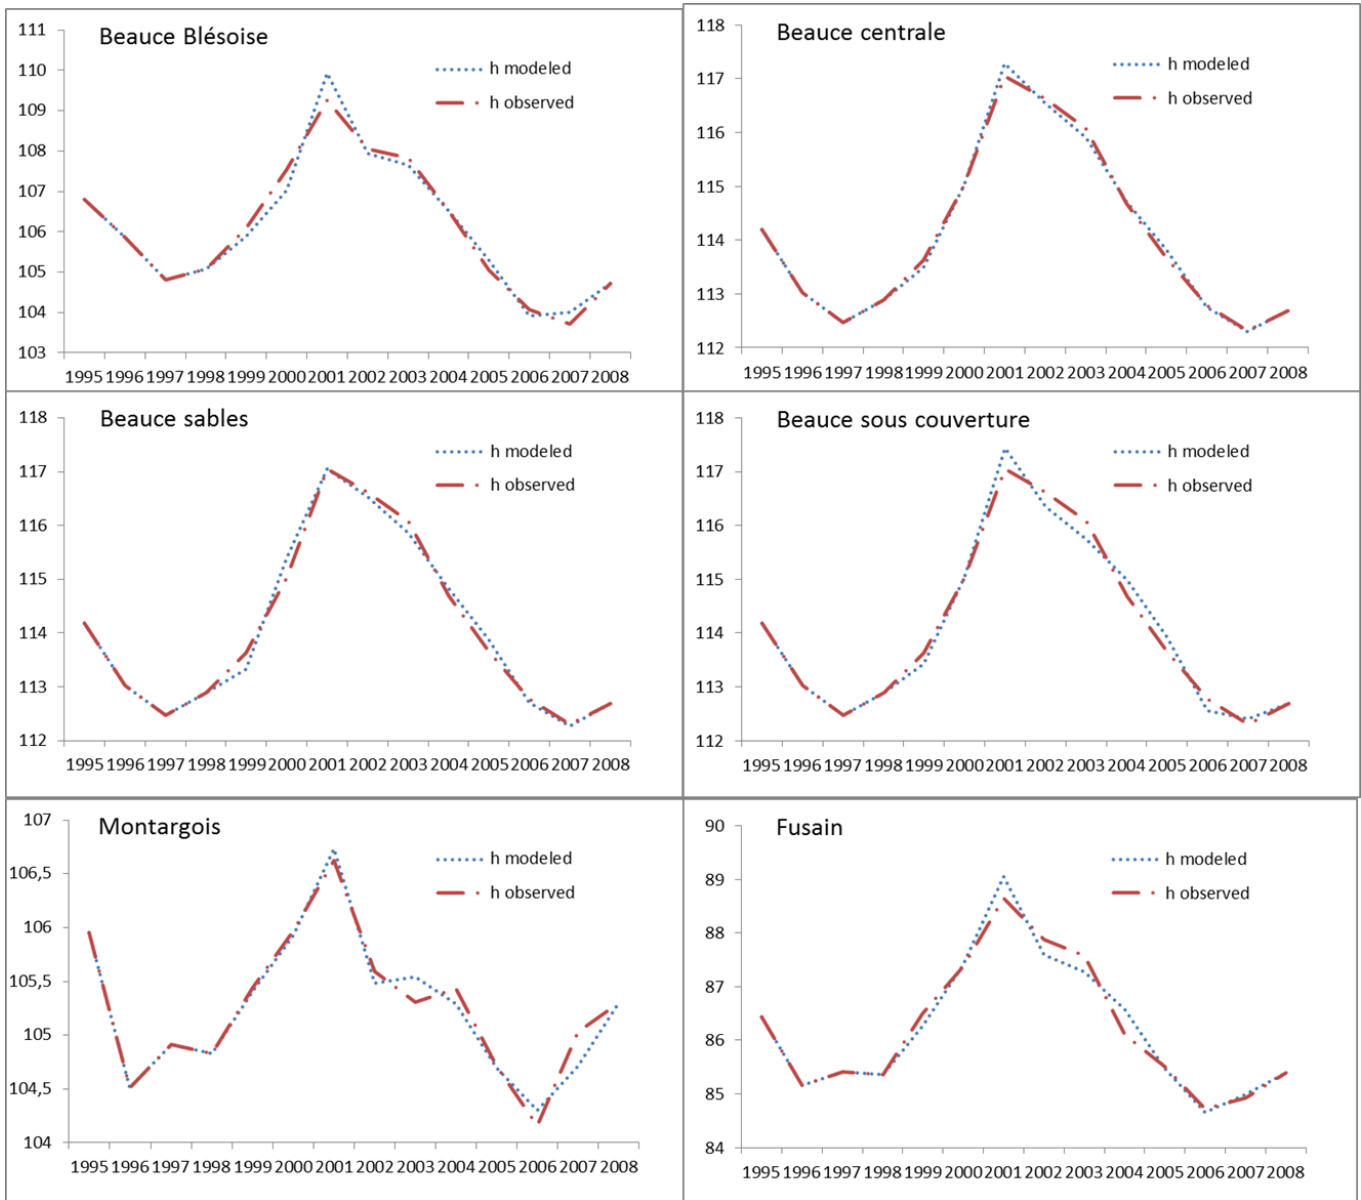 Beauce Blésoise
111
110
109
108
107
106
105
104
103
h modeled
h observed
1995 1996 1997 1998 1999 2000 2001 2002 2003 2004 2005 2006 2007 2008
Beauce centrale
118
117
116
115
114
113
112
h modeled
h observed
1995 1996 1997 1998 1999 2000 2001 2002 2003 2004 2005 2006 2007 2008
Beauce sables
118
117
116
115
114
113
112
h modeled
h observed
1995 1996 1997 1998 1999 2000 2001 2002 2003 2004 2005 2006 2007 2008
Beauce sous couverture
118
117
116
115
114
113
112
h modeled
h observed
1995 1996 1997 1998 1999 2000 2001 2002 2003 2004 2005 2006 2007 2008
Montargois
107
106,5
106
105,5
105
104,5
104
h modeled
h observed
1995 1996 1997 1998 1999 2000 2001 2002 2003 2004 2005 2006 2007 2008
Fusain
90
89
88
87
86
85
84
h modeled
h observed
1995 1996 1997 1998 1999 2000 2001 2002 2003 2004 2005 2006 2007 2008